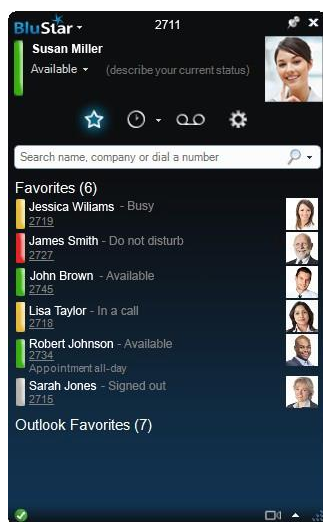 BluStar
2711
Susan Miller
Available
(describe your current status)
Search name, company or dial a number
Favorites (6)
Jessica Wiliams - Busy
2719
James Smith - Do not disturb
2727
John Brown - Available
2745
Lisa Taylor - In a call
2718
Robert Johnson - Available
2734
Appointment all-day
Sarah Jones - Signed out
2715
Outlook Favorites (7)